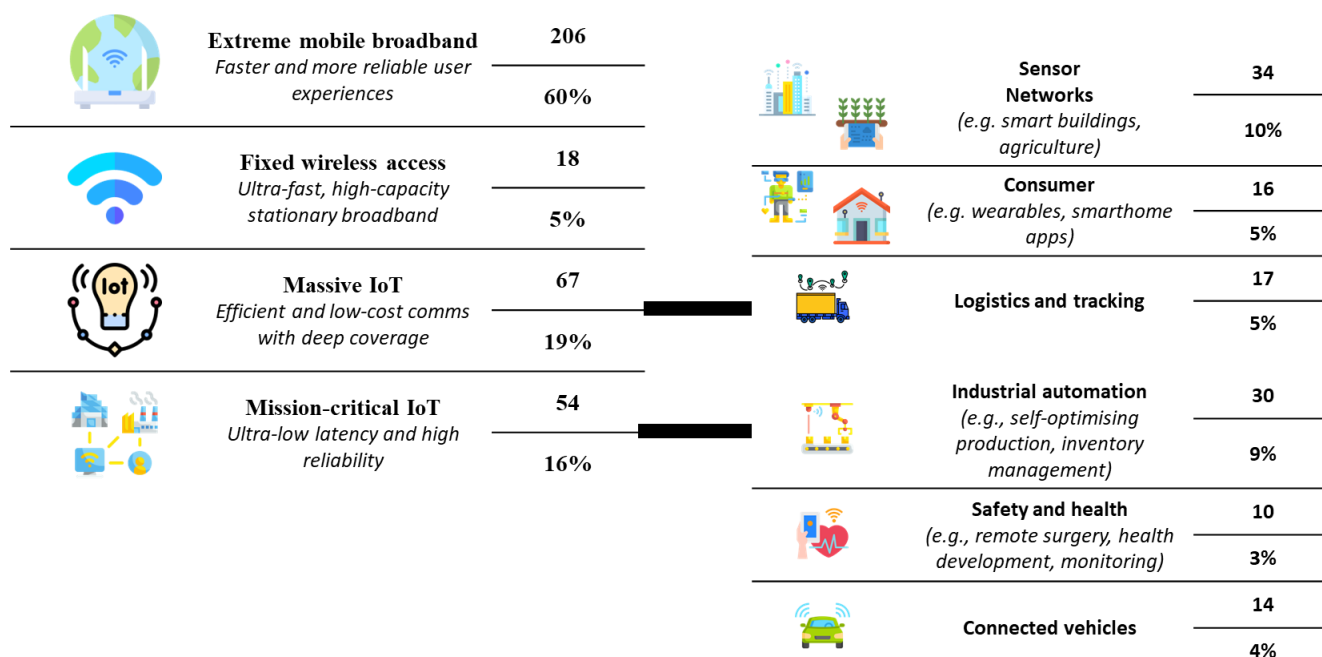 Extreme mobile broadband
Faster and more reliable user
experiences
206
60%
Fixed wireless access
Ultra-fast, high-capacity
stationary broadband
18
5%
Iot
Massive IoT
Efficient and low-cost comms
with deep coverage
67
19%
Mission-critical IoT
Ultra-low latency and high
reliability
54
16%
Sensor
Networks
(e.g. smart buildings,
agriculture)
34
10%
Consumer
(e.g. wearables, smarthome
apps)
16
5%
Logistics and tracking
17
5%
Industrial automation
(e.g., self-optimising
production, inventory
management)
30
9%
Safety and health
(e.g., remote surgery, health
development, monitoring)
10
3%
Connected vehicles
14
4%